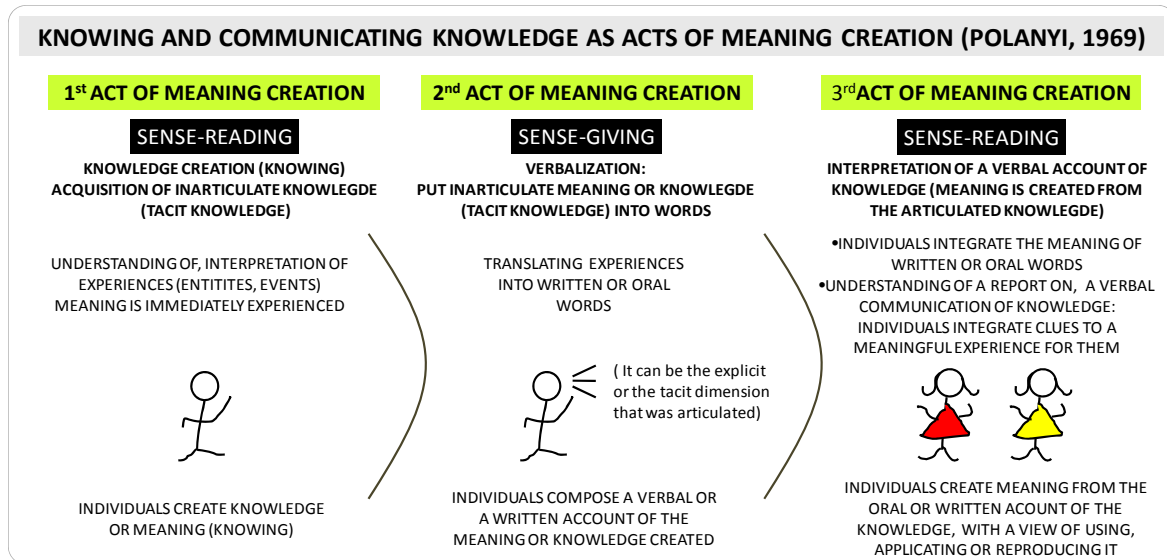 KNOWING AND COMMUNICATING KNOWLEDGE AS ACTS OF MEANING CREATION (POLANYI, 1969)
1st ACT OF MEANING CREATION
SENSE-READING
KNOWLEDGE CREATION (KNOWING)
ACQUISITION OF INARTICULATE KNOWLEGDE
(TACIT KNOWLEDGE)
UNDERSTANDING OF, INTERPRETATION OF
EXPERIENCES (ENTITITES, EVENTS)
MEANING IS IMMEDIATELY EXPERIENCED
INDIVIDUALS CREATE KNOWLEDGE
OR MEANING (KNOWING)
2nd ACT OF MEANING CREATION
SENSE-GIVING
VERBALIZATION:
PUT INARTICULATE MEANING OR KNOWLEGDE
(TACIT KNOWLEDGE) INTO WORDS
TRANSLATING EXPERIENCES
INTO WRITTEN OR ORAL
WORDS
( It can be the explicit
or the tacit dimension
that was articulated)
INDIVIDUALS COMPOSE A VERBAL OR
A WRITTEN ACCOUNT OF THE
MEANING OR KNOWLEDGE CREATED
3rd ACT OF MEANING CREATION
SENSE-READING
INTERPRETATION OF A VERBAL ACCOUNT OF
KNOWLEDGE (MEANING IS CREATED FROM
THE ARTICULATED KNOWLEGDE)
•INDIVIDUALS INTEGRATE THE MEANING OF
WRITTEN OR ORAL WORDS
•UNDERSTANDING OF A REPORT ON, A VERBAL
COMMUNICATION OF KNOWLEDGE:
INDIVIDUALS INTEGRATE CLUES TO A
MEANINGFUL EXPERIENCE FOR THEM
INDIVIDUALS CREATE MEANING FROM THE
ORAL OR WRITTEN ACOUNT OF THE
KNOWLEDGE, WITH A VIEW OF USING,
APPLICATING OR REPRODUCING IT